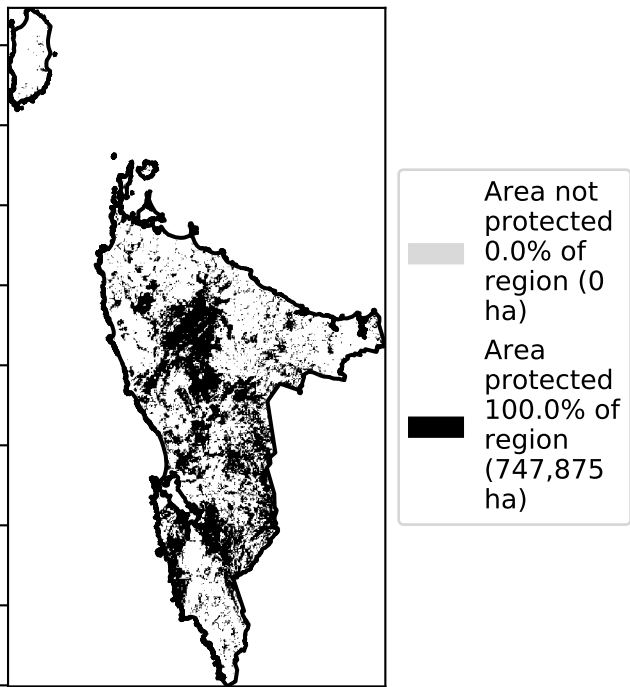 Area not
protected
0.0% of
region (0
ha)
Area
protected
100.0% of
region
(747,875
ha)